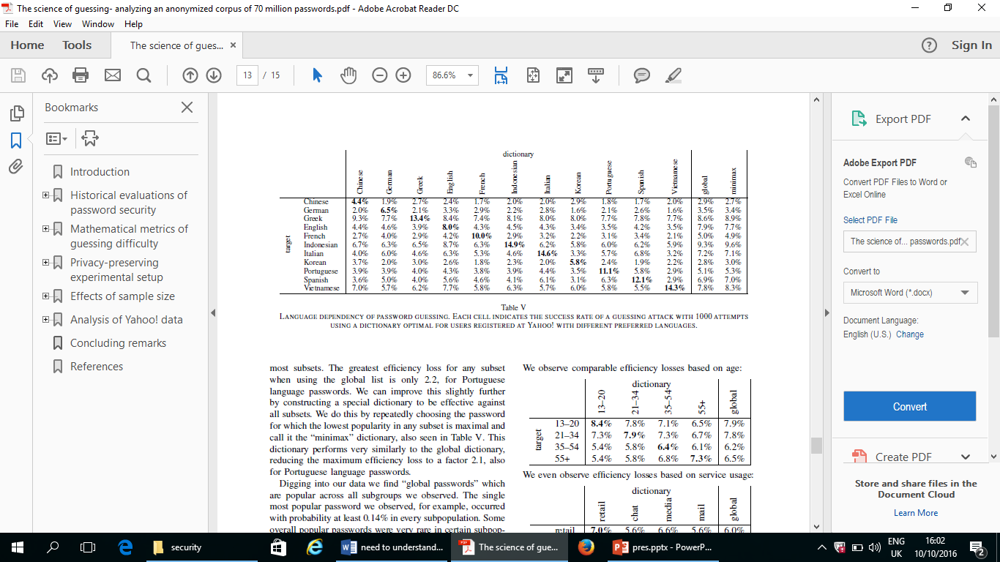 The science of guessing- analyzing an anonymized corpus of 70 million passwords.pdf - Adobe Acrobat Reader DC
File Edit View Window Help
Home Tools The science of gues... × ? Sign In
13 / 15 86.6%
Bookmarks
Introduction
Historical evaluations of
password security
Mathematical metrics of
guessing difficulty
Privacy-preserving
experimental setup
Effects of sample size
Analysis of Yahoo! data
Concluding remarks
References
dictionary
Chinese German Greek English French Indonesian Italian Korean Portuguese Spanish Vietnamese global minimax
target
Chinese 4.4% 1.9% 2.7% 2.4% 1.7% 2.0% 2.0% 2.9% 1.8% 1.7% 2.0% 2.9% 2.7%
German 2.0% 6.5% 2.1% 3.3% 2.9% 2.2% 2.8% 1.6% 2.1% 2.6% 1.6% 3.5% 3.4%
Greek 9.3% 7.7% 13.4% 8.4% 7.4% 8.1% 8.0% 8.0% 7.7% 7.8% 7.7% 8.6% 8.9%
English 4.4% 4.6% 3.9% 8.0% 4.3% 4.5% 4.3% 3.4% 3.5% 4.2% 3.5% 7.9% 7.7%
French 2.7% 4.0% 2.9% 4.2% 10.0% 2.9% 3.2% 2.2% 3.1% 3.4% 2.1% 5.0% 4.9%
Indonesian 6.7% 6.3% 6.5% 8.7% 6.3% 14.9% 6.2% 5.8% 6.0% 6.2% 5.9% 9.3% 9.6%
Italian 4.0% 6.0% 4.6% 6.3% 5.3% 4.6% 14.6% 3.3% 5.7% 6.8% 3.2% 7.2% 7.1%
Korean 3.7% 2.0% 3.0% 2.6% 1.8% 2.3% 2.0% 5.8% 2.4% 1.9% 2.2% 2.8% 3.0%
Portuguese 3.9% 3.9% 4.0% 4.3% 3.8% 3.9% 4.4% 3.5% 11.1% 5.8% 2.9% 5.1% 5.3%
Spanish 3.6% 5.0% 4.0% 5.6% 4.6% 4.1% 6.1% 3.1% 6.3% 12.1% 2.9% 6.9% 7.0%
Vietnamese 7.0% 5.7% 6.2% 7.7% 5.8% 6.3% 5.7% 6.0% 5.8% 5.5% 14.3% 7.8% 8.3%
Table V
LANGUAGE DEPENDENCY OF PASSWORD GUESSING. EACH CELL INDICATES THE SUCCESS RATE OF A GUESSING ATTACK WITH 1000 ATTEMPTS
USING A DICTIONARY OPTIMAL FOR USERS REGISTERED AT YAHOO! WITH DIFFERENT PREFERRED LANGUAGES.
most subsets. The greatest efficiency loss for any subset
when using the global list is only 2.2, for Portuguese
language passwords. We can improve this slightly further
by constructing a special dictionary to be effective against
all subsets. We do this by repeatedly choosing the password
for which the lowest popularity in any subset is maximal and
call it the “minimax” dictionary, also seen in Table V. This
dictionary performs very similarly to the global dictionary,
reducing the maximum efficiency loss to a factor 2.1, also
for Portuguese language passwords.
Digging into our data we find “global passwords” which
are popular across all subgroups we observed. The single
most popular password we observed, for example, occurred
with probability at least 0.14% in every subpopulation. Some
overall popular passwords were very rare in certain subpop-
We observe comparable efficiency losses based on age:
dictionary
13–20 21–34 35–54 55+ global
target
13–20 8.4% 7.8% 7.1% 6.5% 7.9%
21–34 7.3% 7.9% 7.3% 6.7% 7.8%
35–54 5.4% 5.8% 6.4% 6.1% 6.2%
55+ 5.4% 5.8% 6.8% 7.3% 6.5%
We even observe efficiency losses based on service usage:
dictionary
retail chat media mail global
retail 7.0% 5.6% 6.6% 5.6% 6.0%
Export PDF
Adobe Export PDF
Convert PDF Files to Word or
Excel Online
Select PDF File
The science of... passwords.pdf ×
Convert to
Microsoft Word (*.docx)
Document Language:
English (U.S.) Change
Convert
Create PDF
Store and share files in the
Document Cloud
Learn More
security
need to understand...
The science of gue...
pres.pptx - PowerP...
ENG
UK
16:02
10/10/2016
2